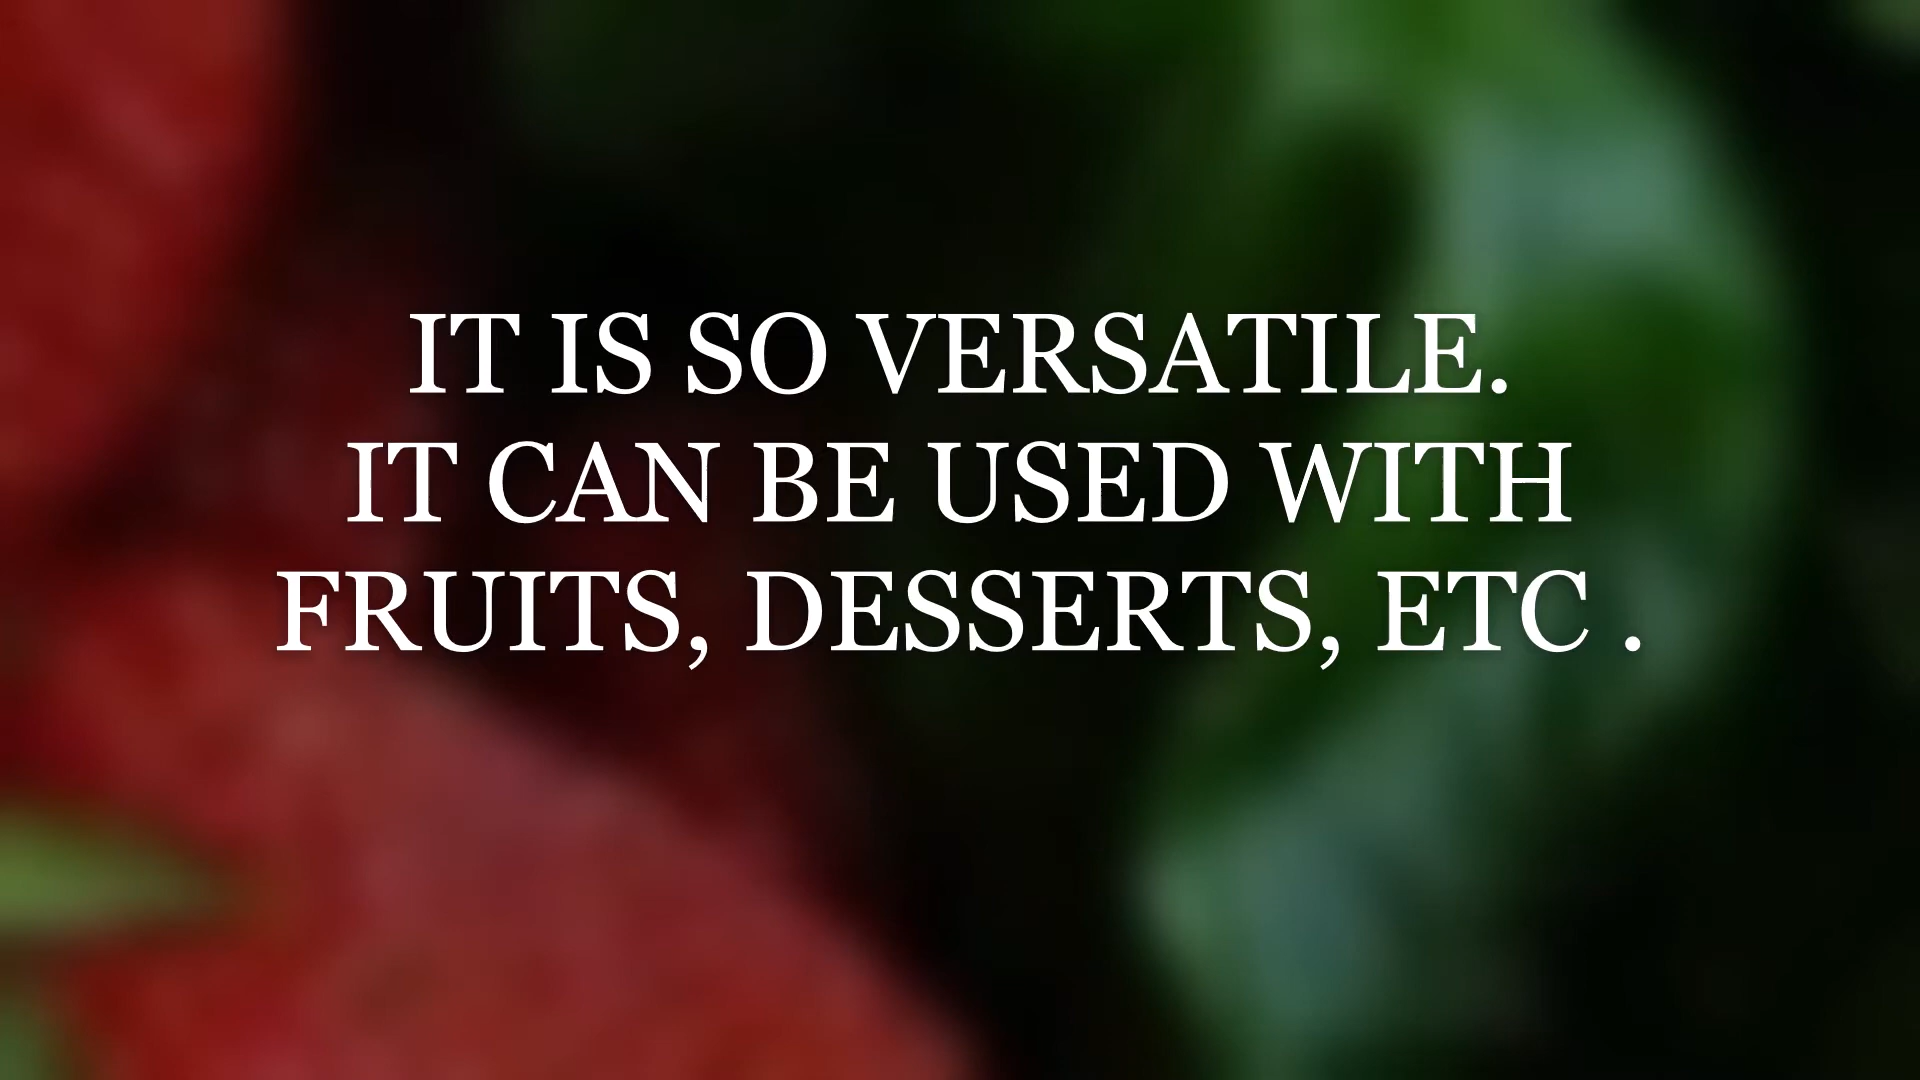 IT IS SO VERSATILE.
IT CAN BE USED WITH
FRUITS, DESSERTS, ETC .